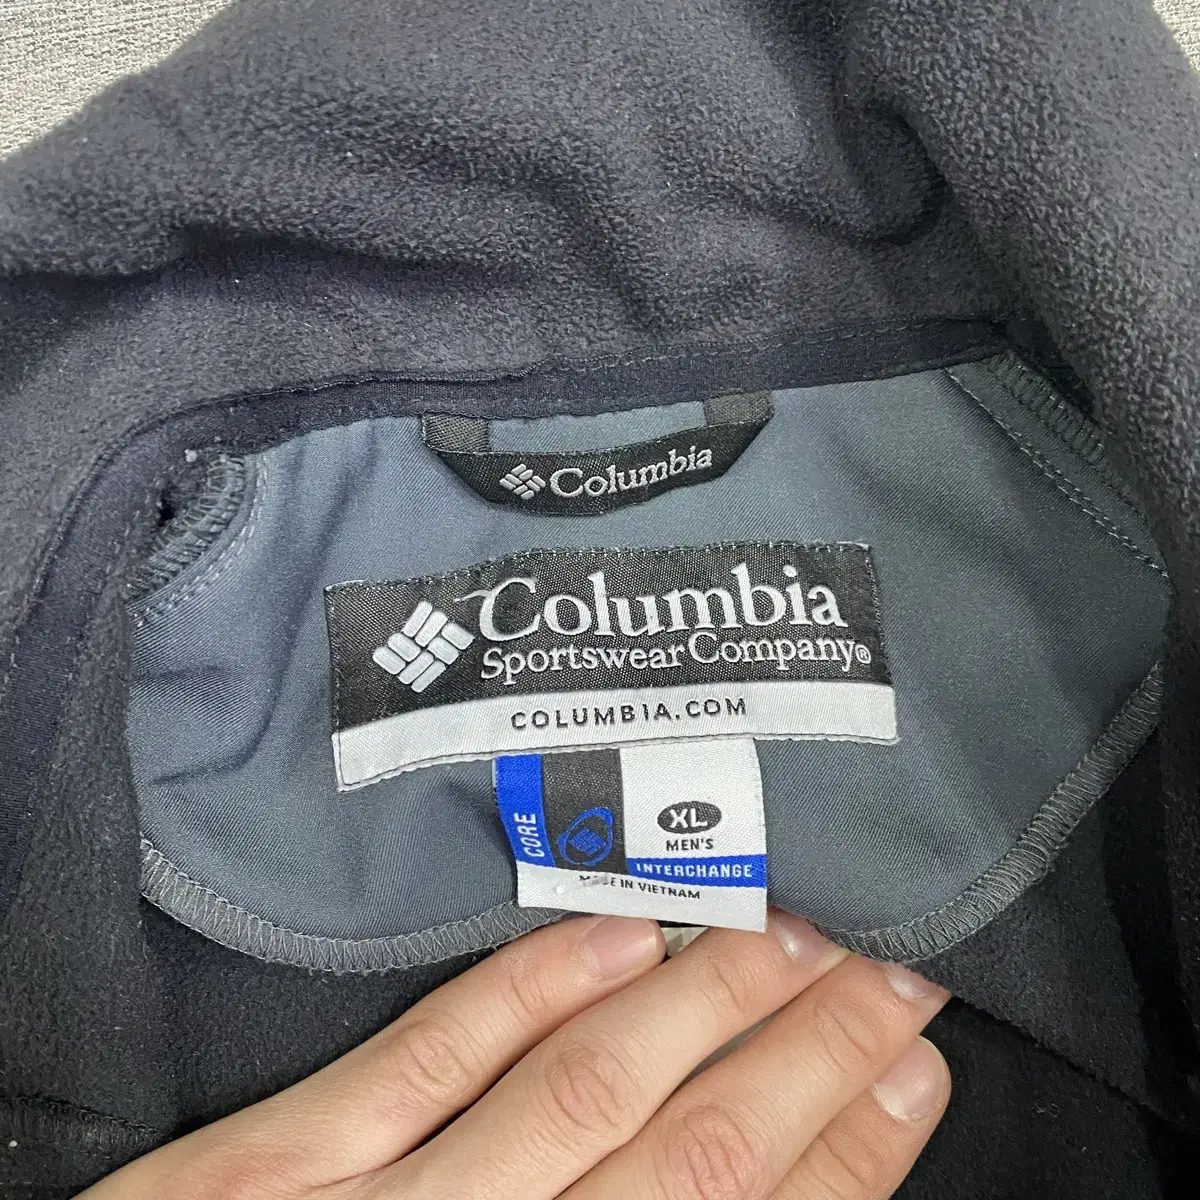 Columbia
Columbia
Sportswear Company®
COLUMBIA.COM
CORE
XL
MEN'S
INTERCHANGE
MADE IN VIETNAM